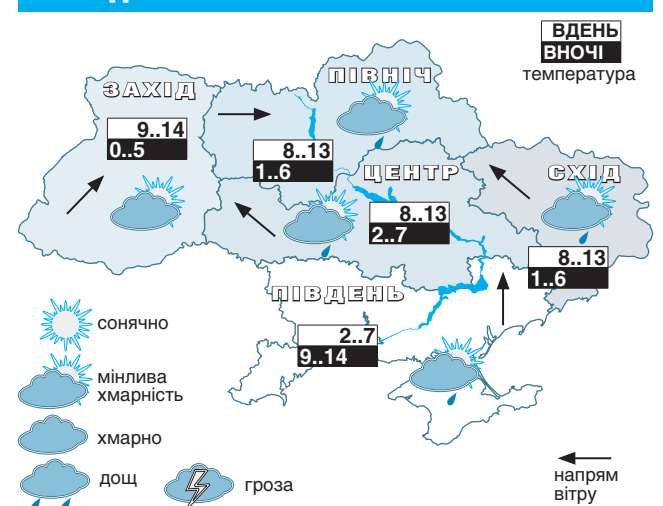 ВДЕНЬ
ВНОЧІ
температура
ПІВНІЧ
ЗАХІД
9..14
0..5
8..13
1..6
ЦЕНТР
СХІД
8..13
2..7
8..13
1..6
ПІВДЕНЬ
2..7
9..14
сонячно
мінлива
хмарність
хмарно
дощ
гроза
напрям
вітру